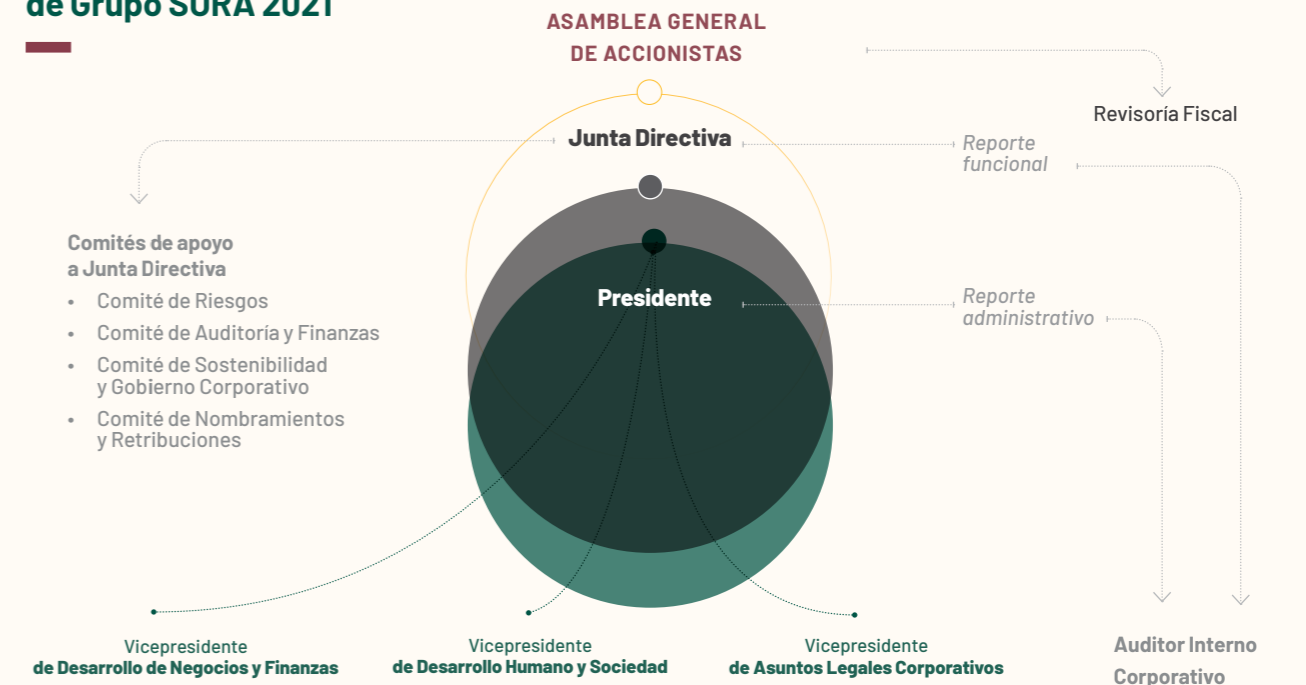 de Grupo SURA 2021
ASAMBLEA GENERAL
DE ACCIONISTAS
Revisoría Fiscal
Junta Directiva
Reporte
funcional
Comités de apoyo
a Junta Directiva
• Comité de Riesgos
• Comité de Auditoría y Finanzas
• Comité de Sostenibilidad
y Gobierno Corporativo
• Comité de Nombramientos
y Retribuciones
Presidente
Reporte
administrativo
Vicepresidente
de Desarrollo de Negocios y Finanzas
Vicepresidente
de Desarrollo Humano y Sociedad
Vicepresidente
de Asuntos Legales Corporativos
Auditor Interno
Corporativo